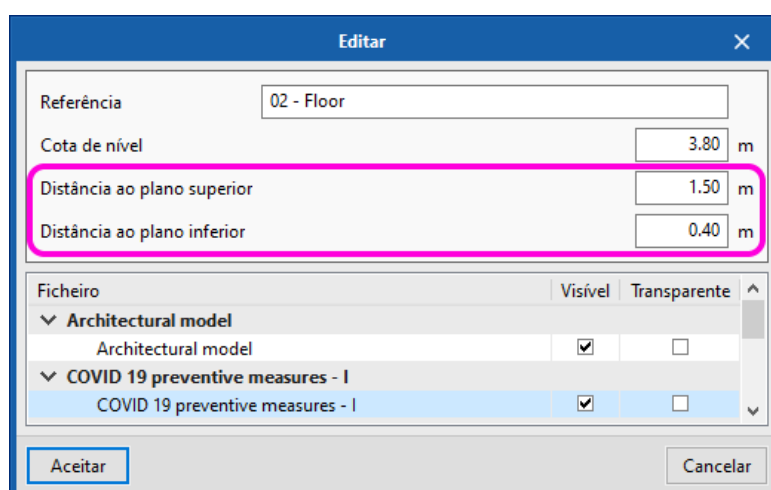 Editar
Referência 02 - Floor
Cota de nível 3.80 m
Distância ao plano superior 1.50 m
Distância ao plano inferior 0.40 m
Ficheiro Visível Transparente
Architectural model
Architectural model
COVID 19 preventive measures - I
COVID 19 preventive measures - I
Aceitar Cancelar